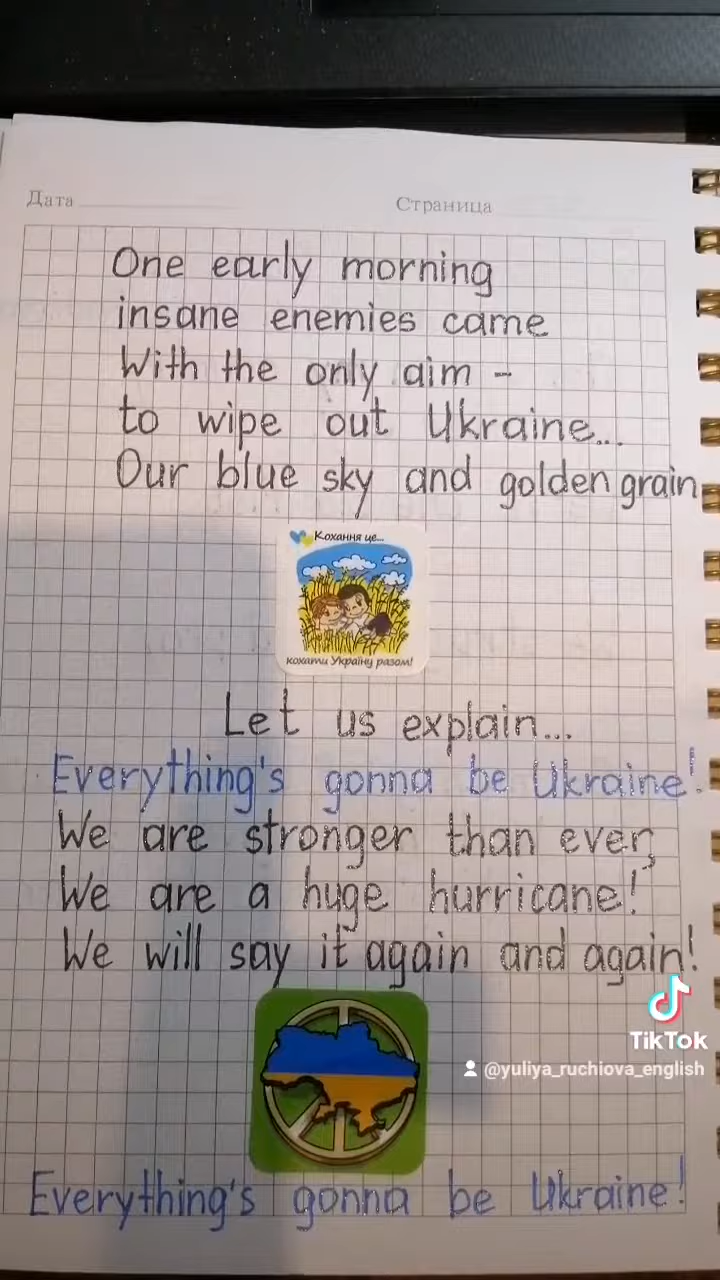 Дата Страница
One early morning
insane enemies came
With the only aim -
to wipe out Ukraine...
Our blue sky and golden grain
Кохання це...
кохати Україну разом!
Let us explain...
Everything's gonna be Ukraine!
We are stronger than ever,
We are a huge hurricane!
We will say it again and again!
TikTok
@yuliya_ruchiova_english
Everything's gonna be Ukraine!